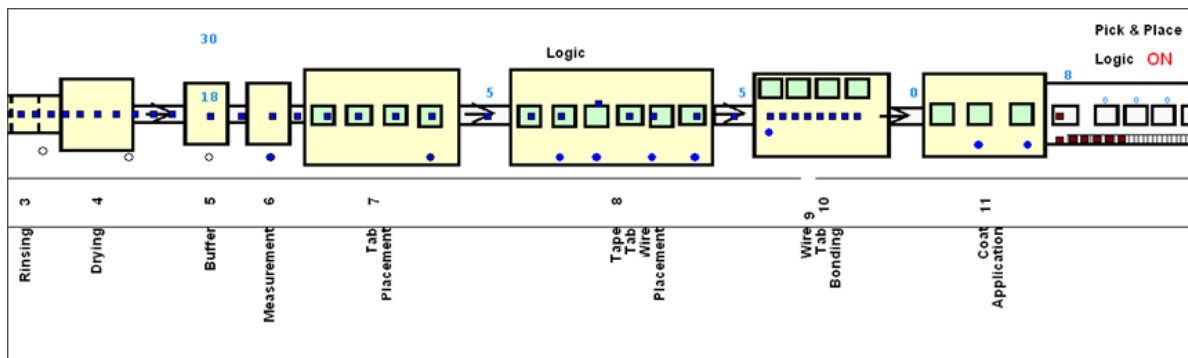 Pick & Place
Logic ON
30
Logic
18
5
5
0
8
0
0
0
3
4
5
6
7
8
9
10
11
Rinsing
Drying
Buffer
Measurement
Tab
Placement
Tape
Tab
Wire
Placement
Wire
Tab
Bonding
Coat
Application